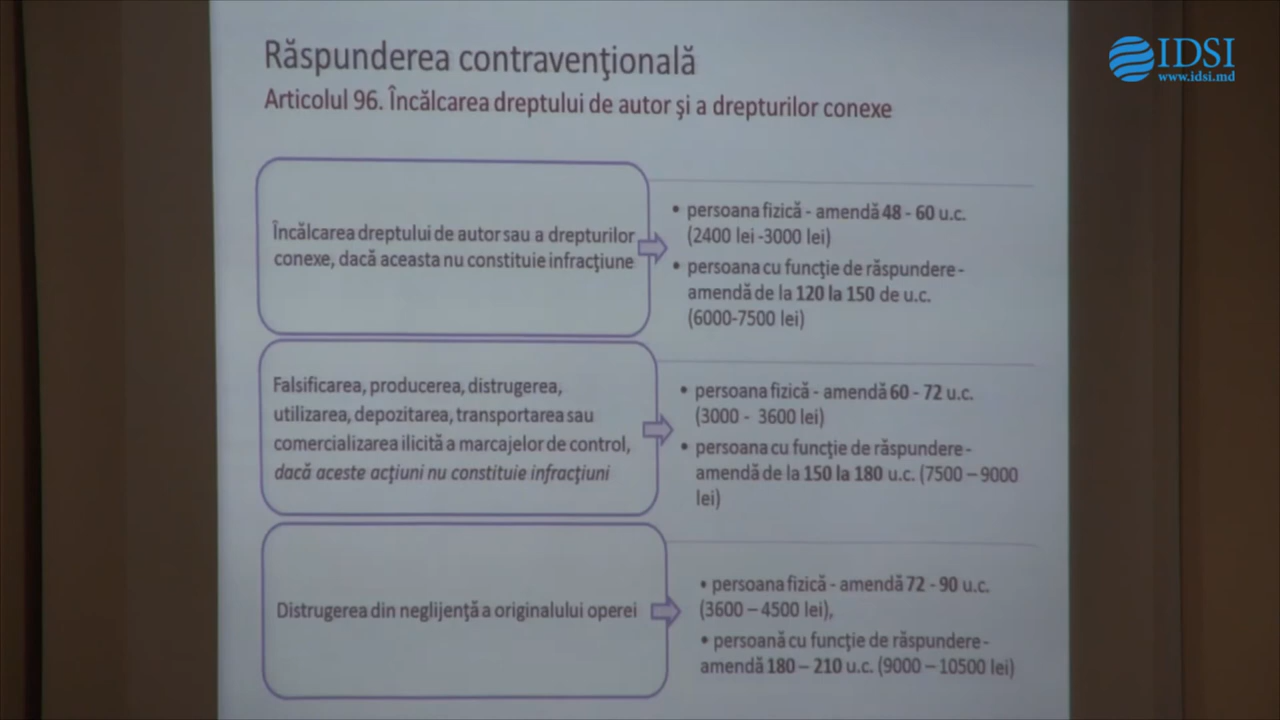 IDSI
www.idsi.md
Răspunderea contravenţională
Articolul 96. Încălcarea dreptului de autor şi a drepturilor conexe
Încălcarea dreptului de autor sau a drepturilor
conexe, dacă aceasta nu constituie infracţiune
• persoana fizică - amendă 48 - 60 u.c.
(2400 lei -3000 lei)
• persoana cu funcţie de răspundere -
amendă de la 120 la 150 de u.c.
(6000-7500 lei)
Falsificarea, producerea, distrugerea,
utilizarea, depozitarea, transportarea sau
comercializarea ilicită a marcajelor de control,
dacă aceste acţiuni nu constituie infracţiuni
• persoana fizică - amendă 60 - 72 u.c.
(3000 - 3600 lei)
• persoana cu funcţie de răspundere -
amendă de la 150 la 180 u.c. (7500 – 9000
lei)
Distrugerea din neglijenţă a originalului operei
• persoana fizică - amendă 72 - 90 u.c.
(3600 – 4500 lei),
• persoană cu funcţie de răspundere -
amendă 180 – 210 u.c. (9000 – 10500 lei)